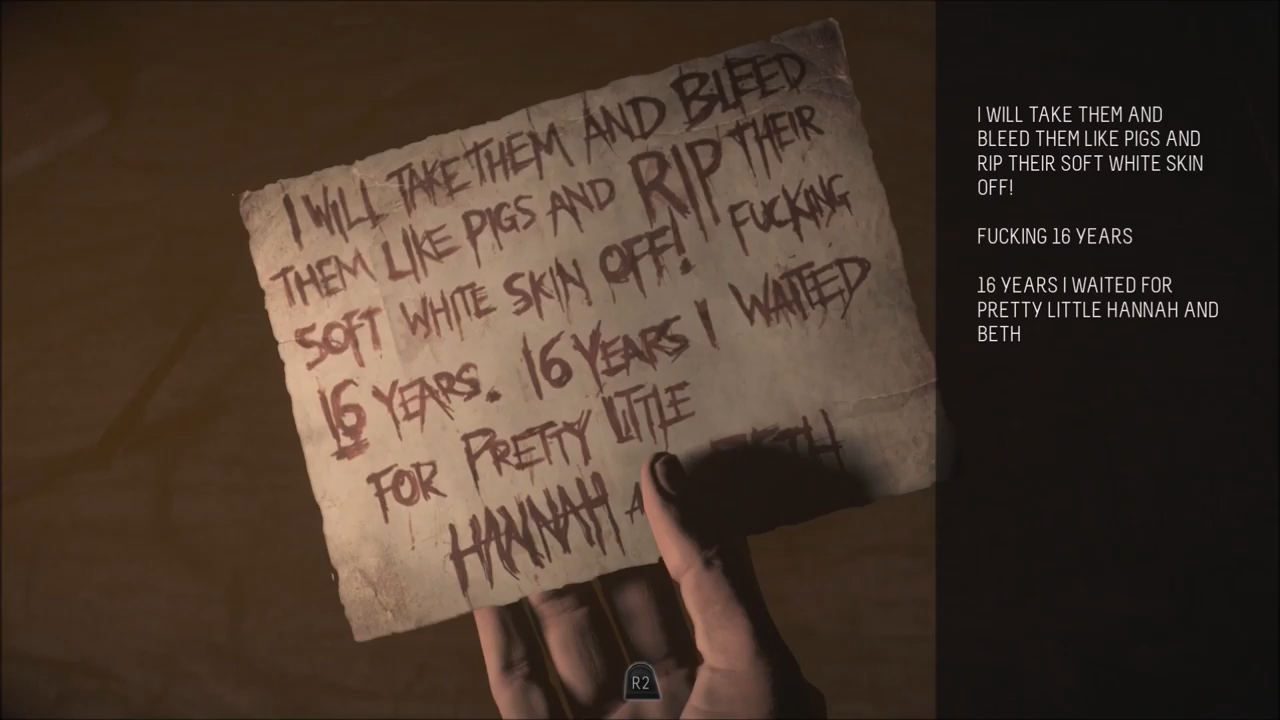 I WILL TAKE THEM AND BLEED
THEM LIKE PIGS AND RIP THEIR
SOFT WHITE SKIN OFF! FUCKING
16 YEARS. 16 YEARS I WAITED
FOR PRETTY LITTLE
HANNAH A BETH
I WILL TAKE THEM AND
BLEED THEM LIKE PIGS AND
RIP THEIR SOFT WHITE SKIN
OFF!
FUCKING 16 YEARS
16 YEARS I WAITED FOR
PRETTY LITTLE HANNAH AND
BETH
R2